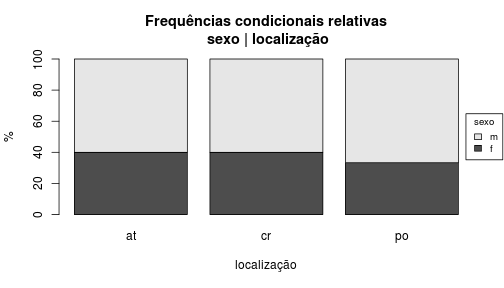 Frequências condicionais relativas
sexo | localização
100
80
60
40
20
0
%
at
cr
po
localização
sexo
m
f